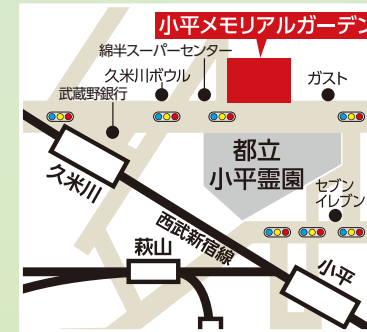 小平メモリアルガーデン
綿半スーパーセンター
久米川ボウル
ガスト
武蔵野銀行
都立
小平霊園
久米川
セブン
イレブン
西武新宿線
萩山
小平